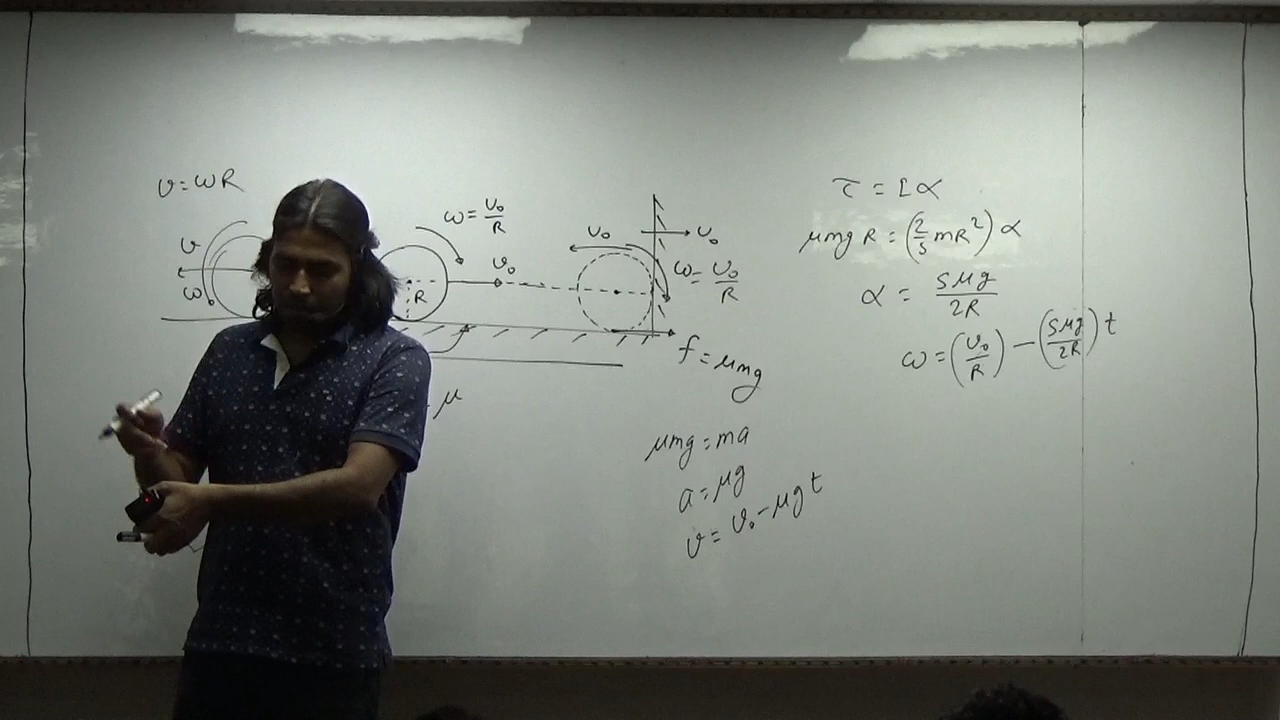 v = ωR
v
ω
ω = v₀/R
v₀
R
μ
v₀
v₀
ω = v₀/R
f = μmg
μmg = ma
a = μg
v = v₀ - μgt
τ = Iα
μmg R = (2/5 mR²) α
α = 5μg/2R
ω = (v₀/R) - (5μg/2R) t